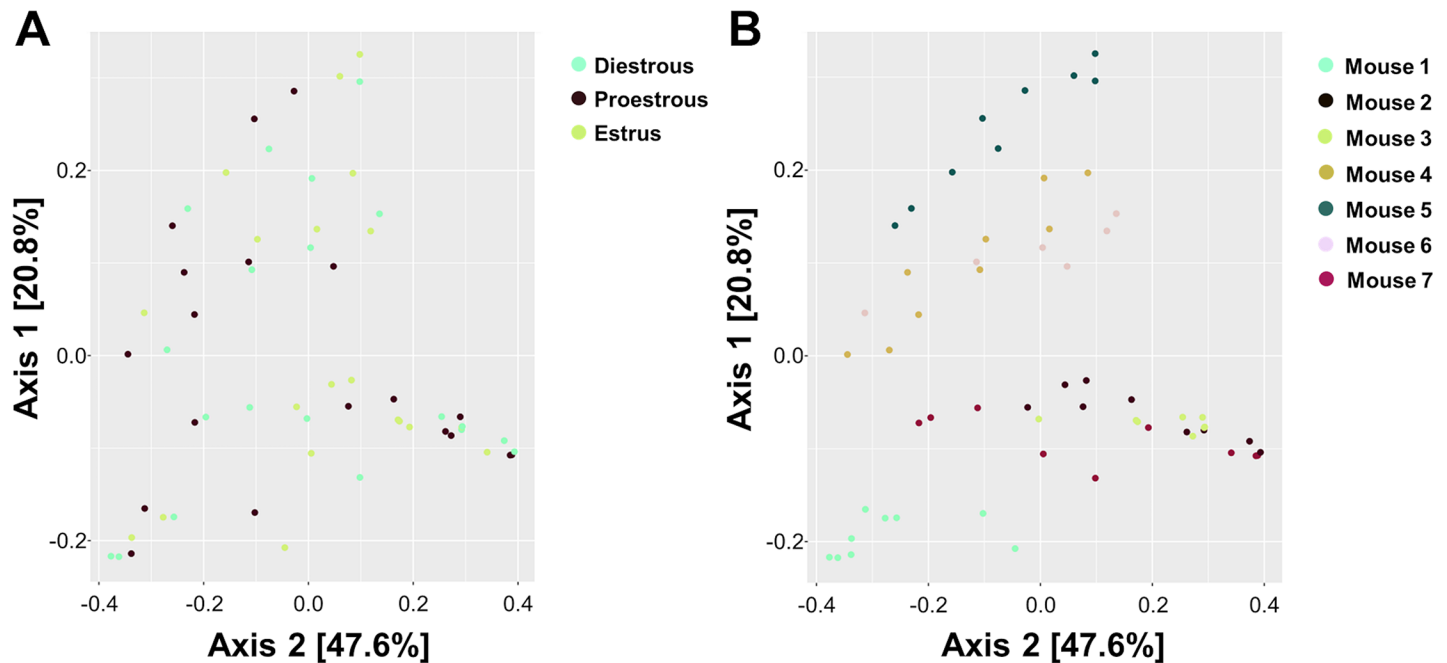 A
Diestrous
Proestrous
Estrus
0.2
0.0
-0.2
-0.4
-0.2
0.0
0.2
0.4
Axis 1 [20.8%]
Axis 2 [47.6%]
B
Mouse 1
Mouse 2
Mouse 3
Mouse 4
Mouse 5
Mouse 6
Mouse 7
0.2
0.0
-0.2
-0.4
-0.2
0.0
0.2
0.4
Axis 1 [20.8%]
Axis 2 [47.6%]